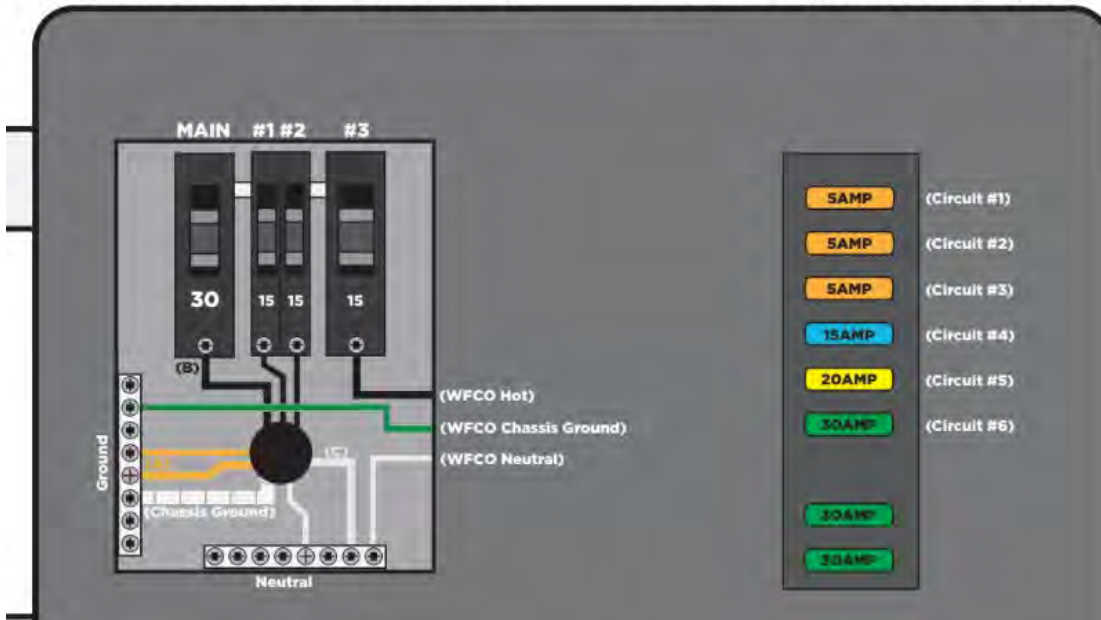 MAIN #1 #2 #3
30 15 15 15
(B)
(WFCO Hot)
(WFCO Chassis Ground)
(WFCO Neutral)
(C)
Ground
(Chassis Ground)
Neutral
5AMP (Circuit #1)
5AMP (Circuit #2)
5AMP (Circuit #3)
15AMP (Circuit #4)
20AMP (Circuit #5)
30AMP (Circuit #6)
30AMP
30AMP